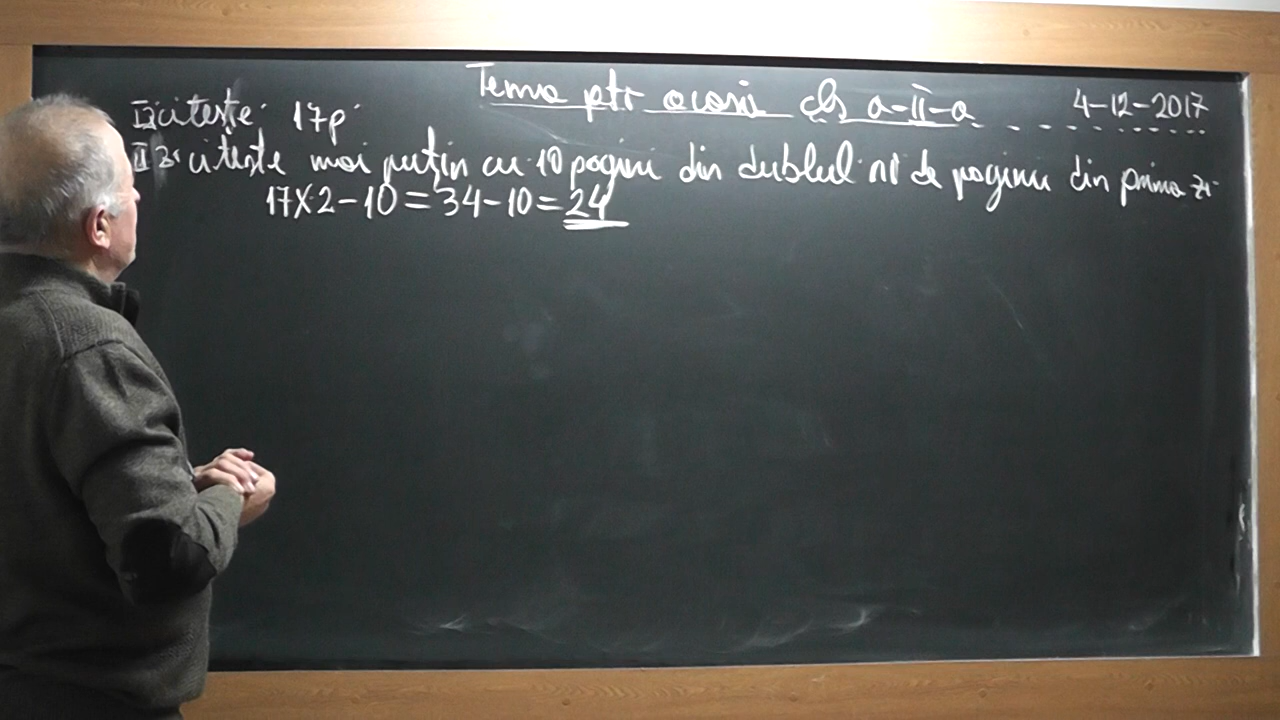 Tema ptr acasă cls a-II-a 4-12-2017
I zi citește 17p
II zi citește mai puțin cu 10 pagini din dublul nr de pagini din prima zi
17x2-10=34-10=24